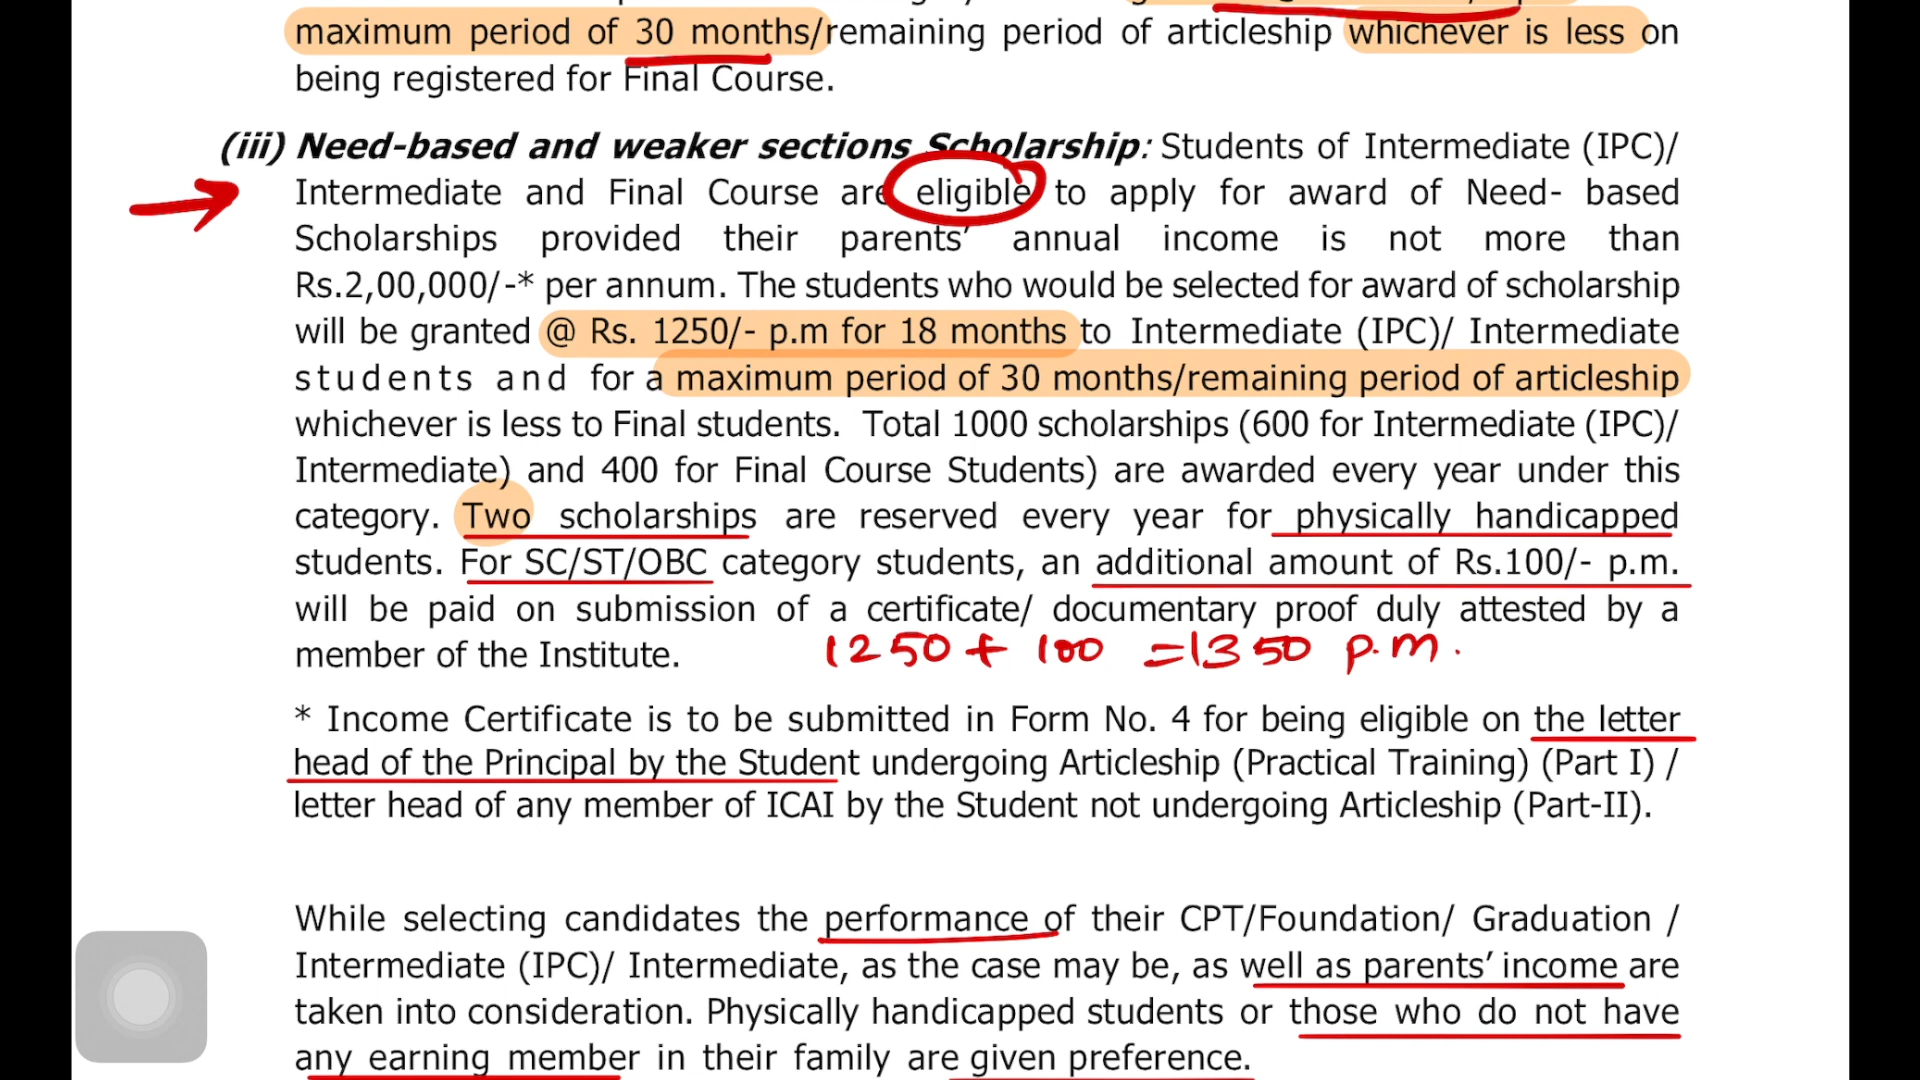 maximum period of 30 months/remaining period of articleship whichever is less on
being registered for Final Course.
(iii) Need-based and weaker sections Scholarship: Students of Intermediate (IPC)/
Intermediate and Final Course are eligible to apply for award of Need- based
Scholarships provided their parents’ annual income is not more than
Rs.2,00,000/-* per annum. The students who would be selected for award of scholarship
will be granted @ Rs. 1250/- p.m for 18 months to Intermediate (IPC)/ Intermediate
students and for a maximum period of 30 months/remaining period of articleship
whichever is less to Final students. Total 1000 scholarships (600 for Intermediate (IPC)/
Intermediate) and 400 for Final Course Students) are awarded every year under this
category. Two scholarships are reserved every year for physically handicapped
students. For SC/ST/OBC category students, an additional amount of Rs.100/- p.m.
will be paid on submission of a certificate/ documentary proof duly attested by a
member of the Institute. 1250 + 100 = 1350 p.m.
* Income Certificate is to be submitted in Form No. 4 for being eligible on the letter
head of the Principal by the Student undergoing Articleship (Practical Training) (Part I) /
letter head of any member of ICAI by the Student not undergoing Articleship (Part-II).
While selecting candidates the performance of their CPT/Foundation/ Graduation /
Intermediate (IPC)/ Intermediate, as the case may be, as well as parents’ income are
taken into consideration. Physically handicapped students or those who do not have
any earning member in their family are given preference.